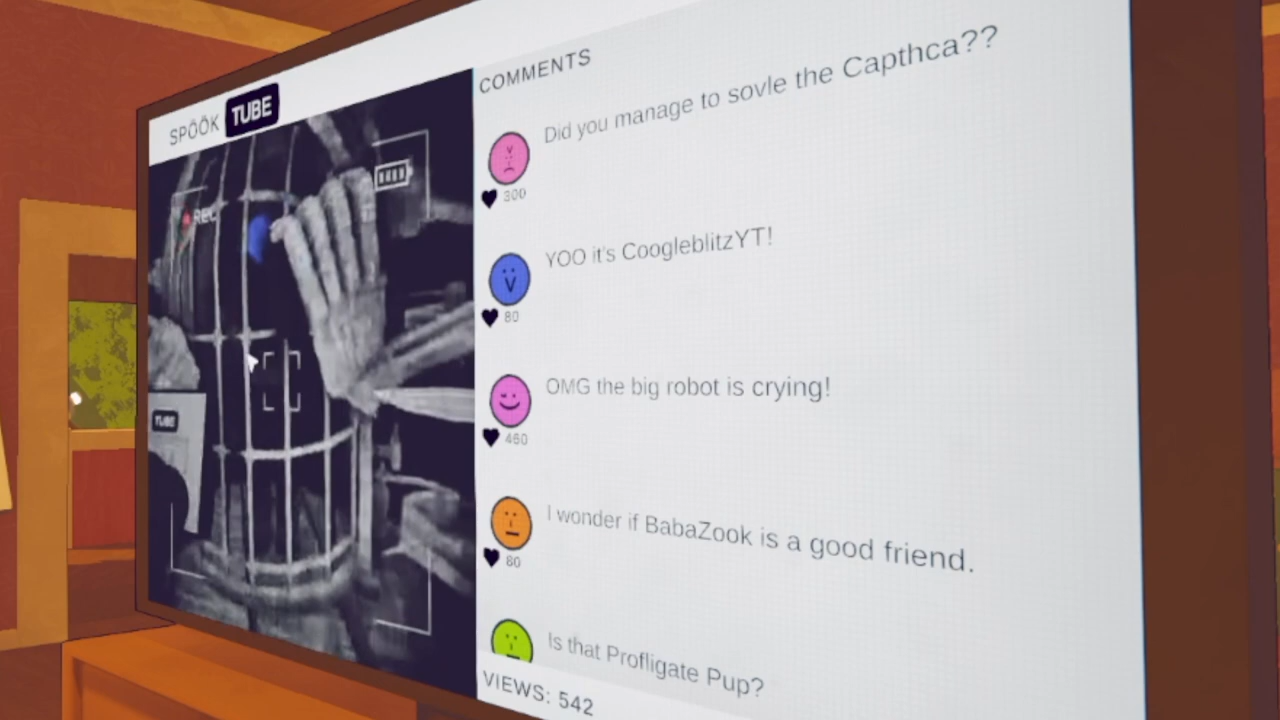 SPÖÖK TUBE
COMMENTS
Did you manage to sovle the Capthca??
300
YOO it's CoogleblitzYT!
80
OMG the big robot is crying!
460
I wonder if BabaZook is a good friend.
80
Is that Profligate Pup?
VIEWS: 542
REC
TUBE